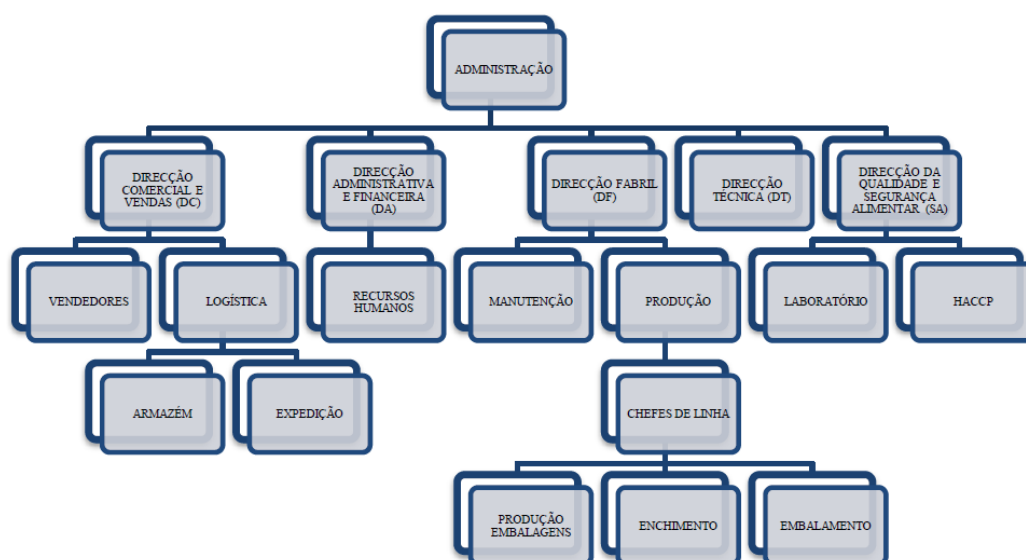 ADMINISTRAÇÃO
DIRECÇÃO
COMERCIAL E
VENDAS (DC)
DIRECÇÃO
ADMINISTRATIVA
E FINANCEIRA
(DA)
DIRECÇÃO FABRIL
(DF)
DIRECÇÃO
TÉCNICA (DT)
DIRECÇÃO DA
QUALIDADE E
SEGURANÇA
ALIMENTAR (SA)
VENDEDORES
LOGÍSTICA
RECURSOS
HUMANOS
MANUTENÇÃO
PRODUÇÃO
LABORATÓRIO
HACCP
ARMAZÉM
EXPEDIÇÃO
CHEFES DE LINHA
PRODUÇÃO
EMBALAGENS
ENCHIMENTO
EMBALAMENTO